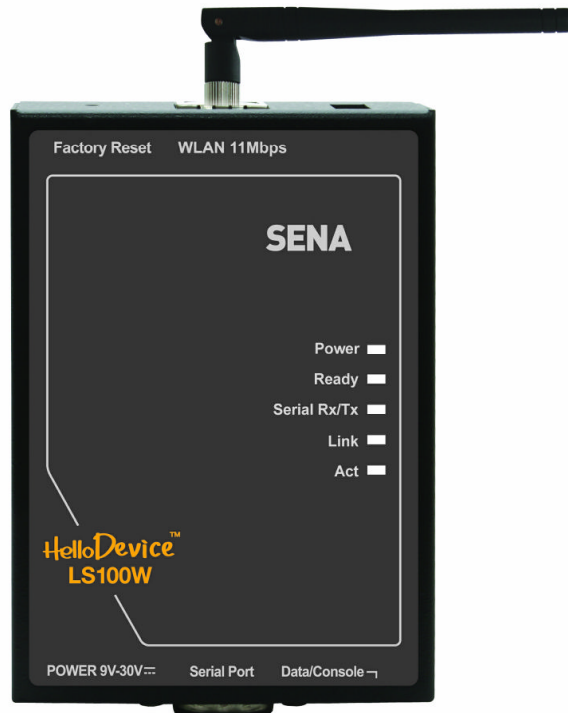 Factory Reset WLAN 11Mbps
SENA
Power
Ready
Serial Rx/Tx
Link
Act
HelloDevice™
LS100W
POWER 9V-30V⎓ Serial Port Data/Console ¬